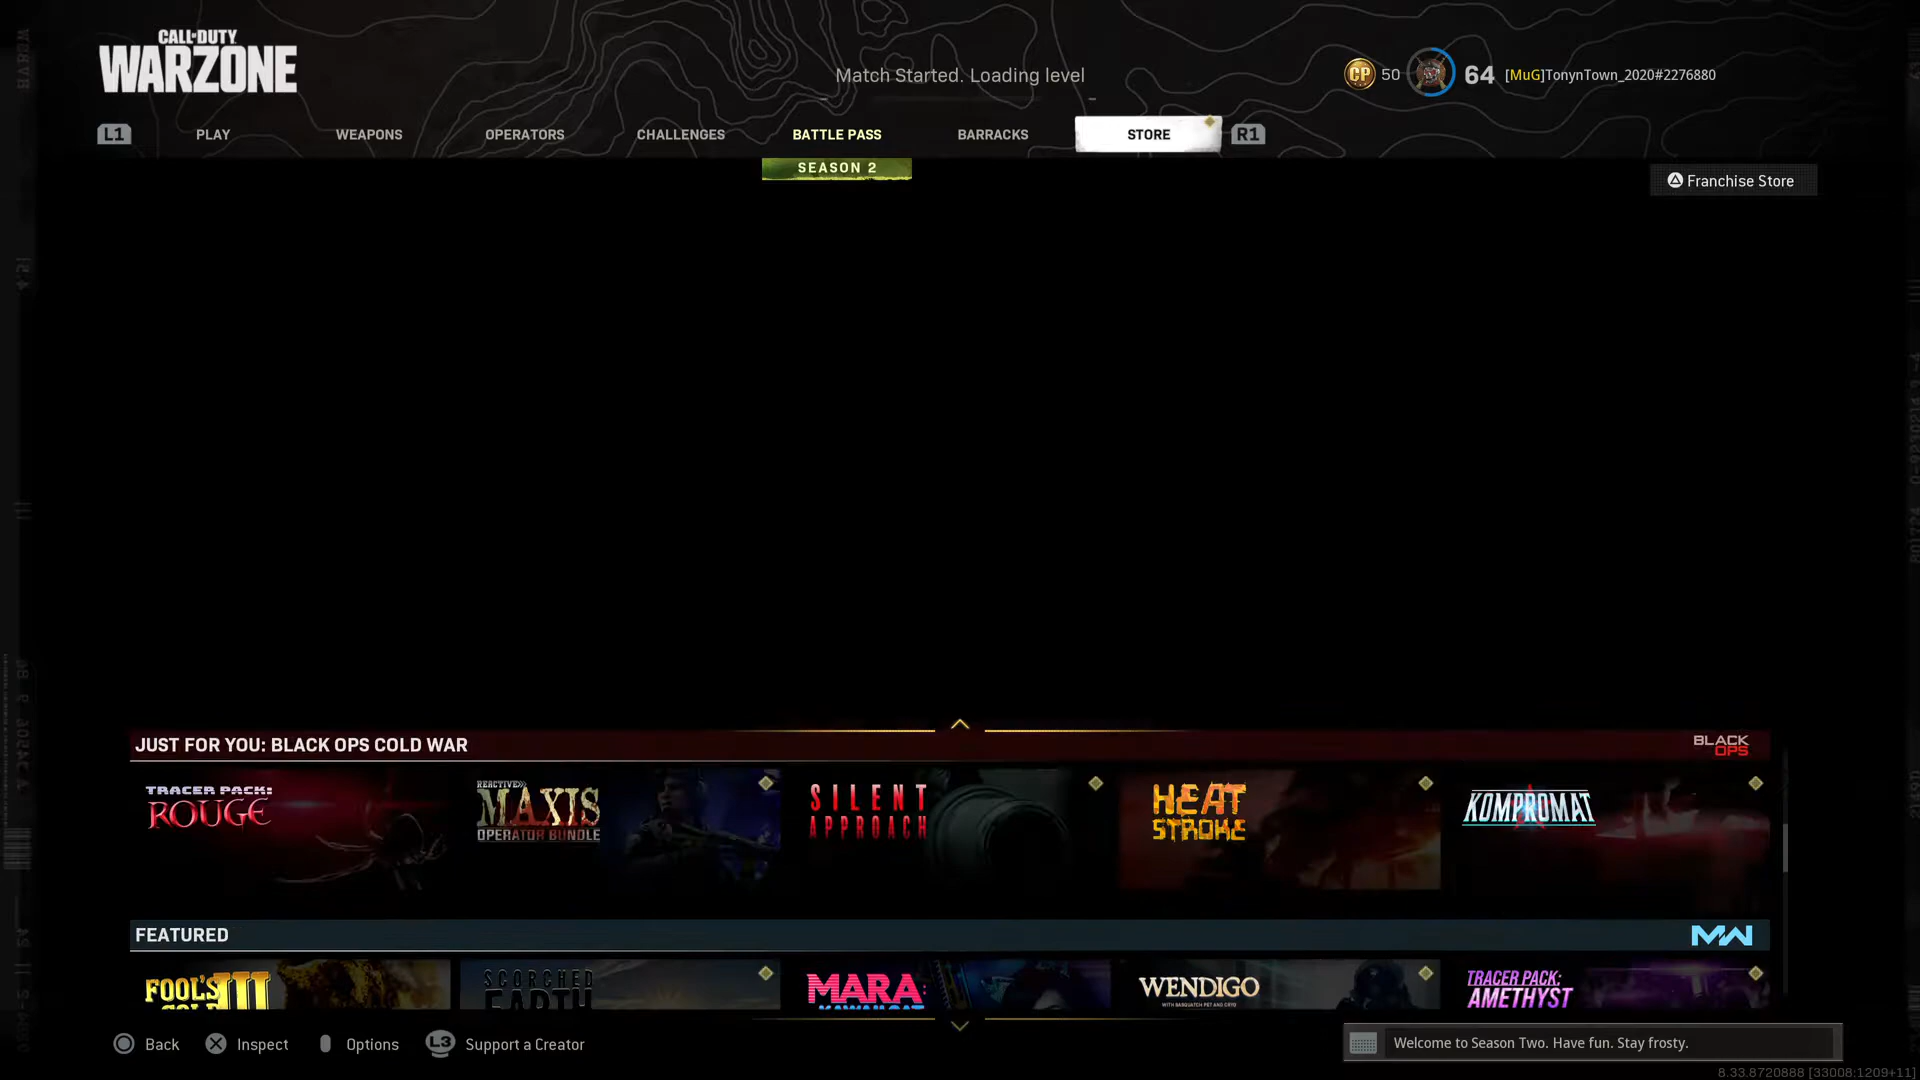 CALL OF DUTY
WARZONE
Match Started. Loading level
CP 50 64 [MuG]TonynTown_2020#2276880
L1 PLAY WEAPONS OPERATORS CHALLENGES BATTLE PASS BARRACKS STORE R1
SEASON 2
Franchise Store
JUST FOR YOU: BLACK OPS COLD WAR BLACK OPS
TRACER PACK:
ROUGE
REACTIVE
MAXIS
OPERATOR BUNDLE
SILENT
APPROACH
HEAT
STROKE
KOMPROMAT
FEATURED MW
FOOL'S
GOLD III
SCORCHED
EARTH
MARA:
WENDIGO
TRACER PACK:
AMETHYST
Back Inspect Options L3 Support a Creator
Welcome to Season Two. Have fun. Stay frosty.
8.33.8720888 [33008:1209+11]